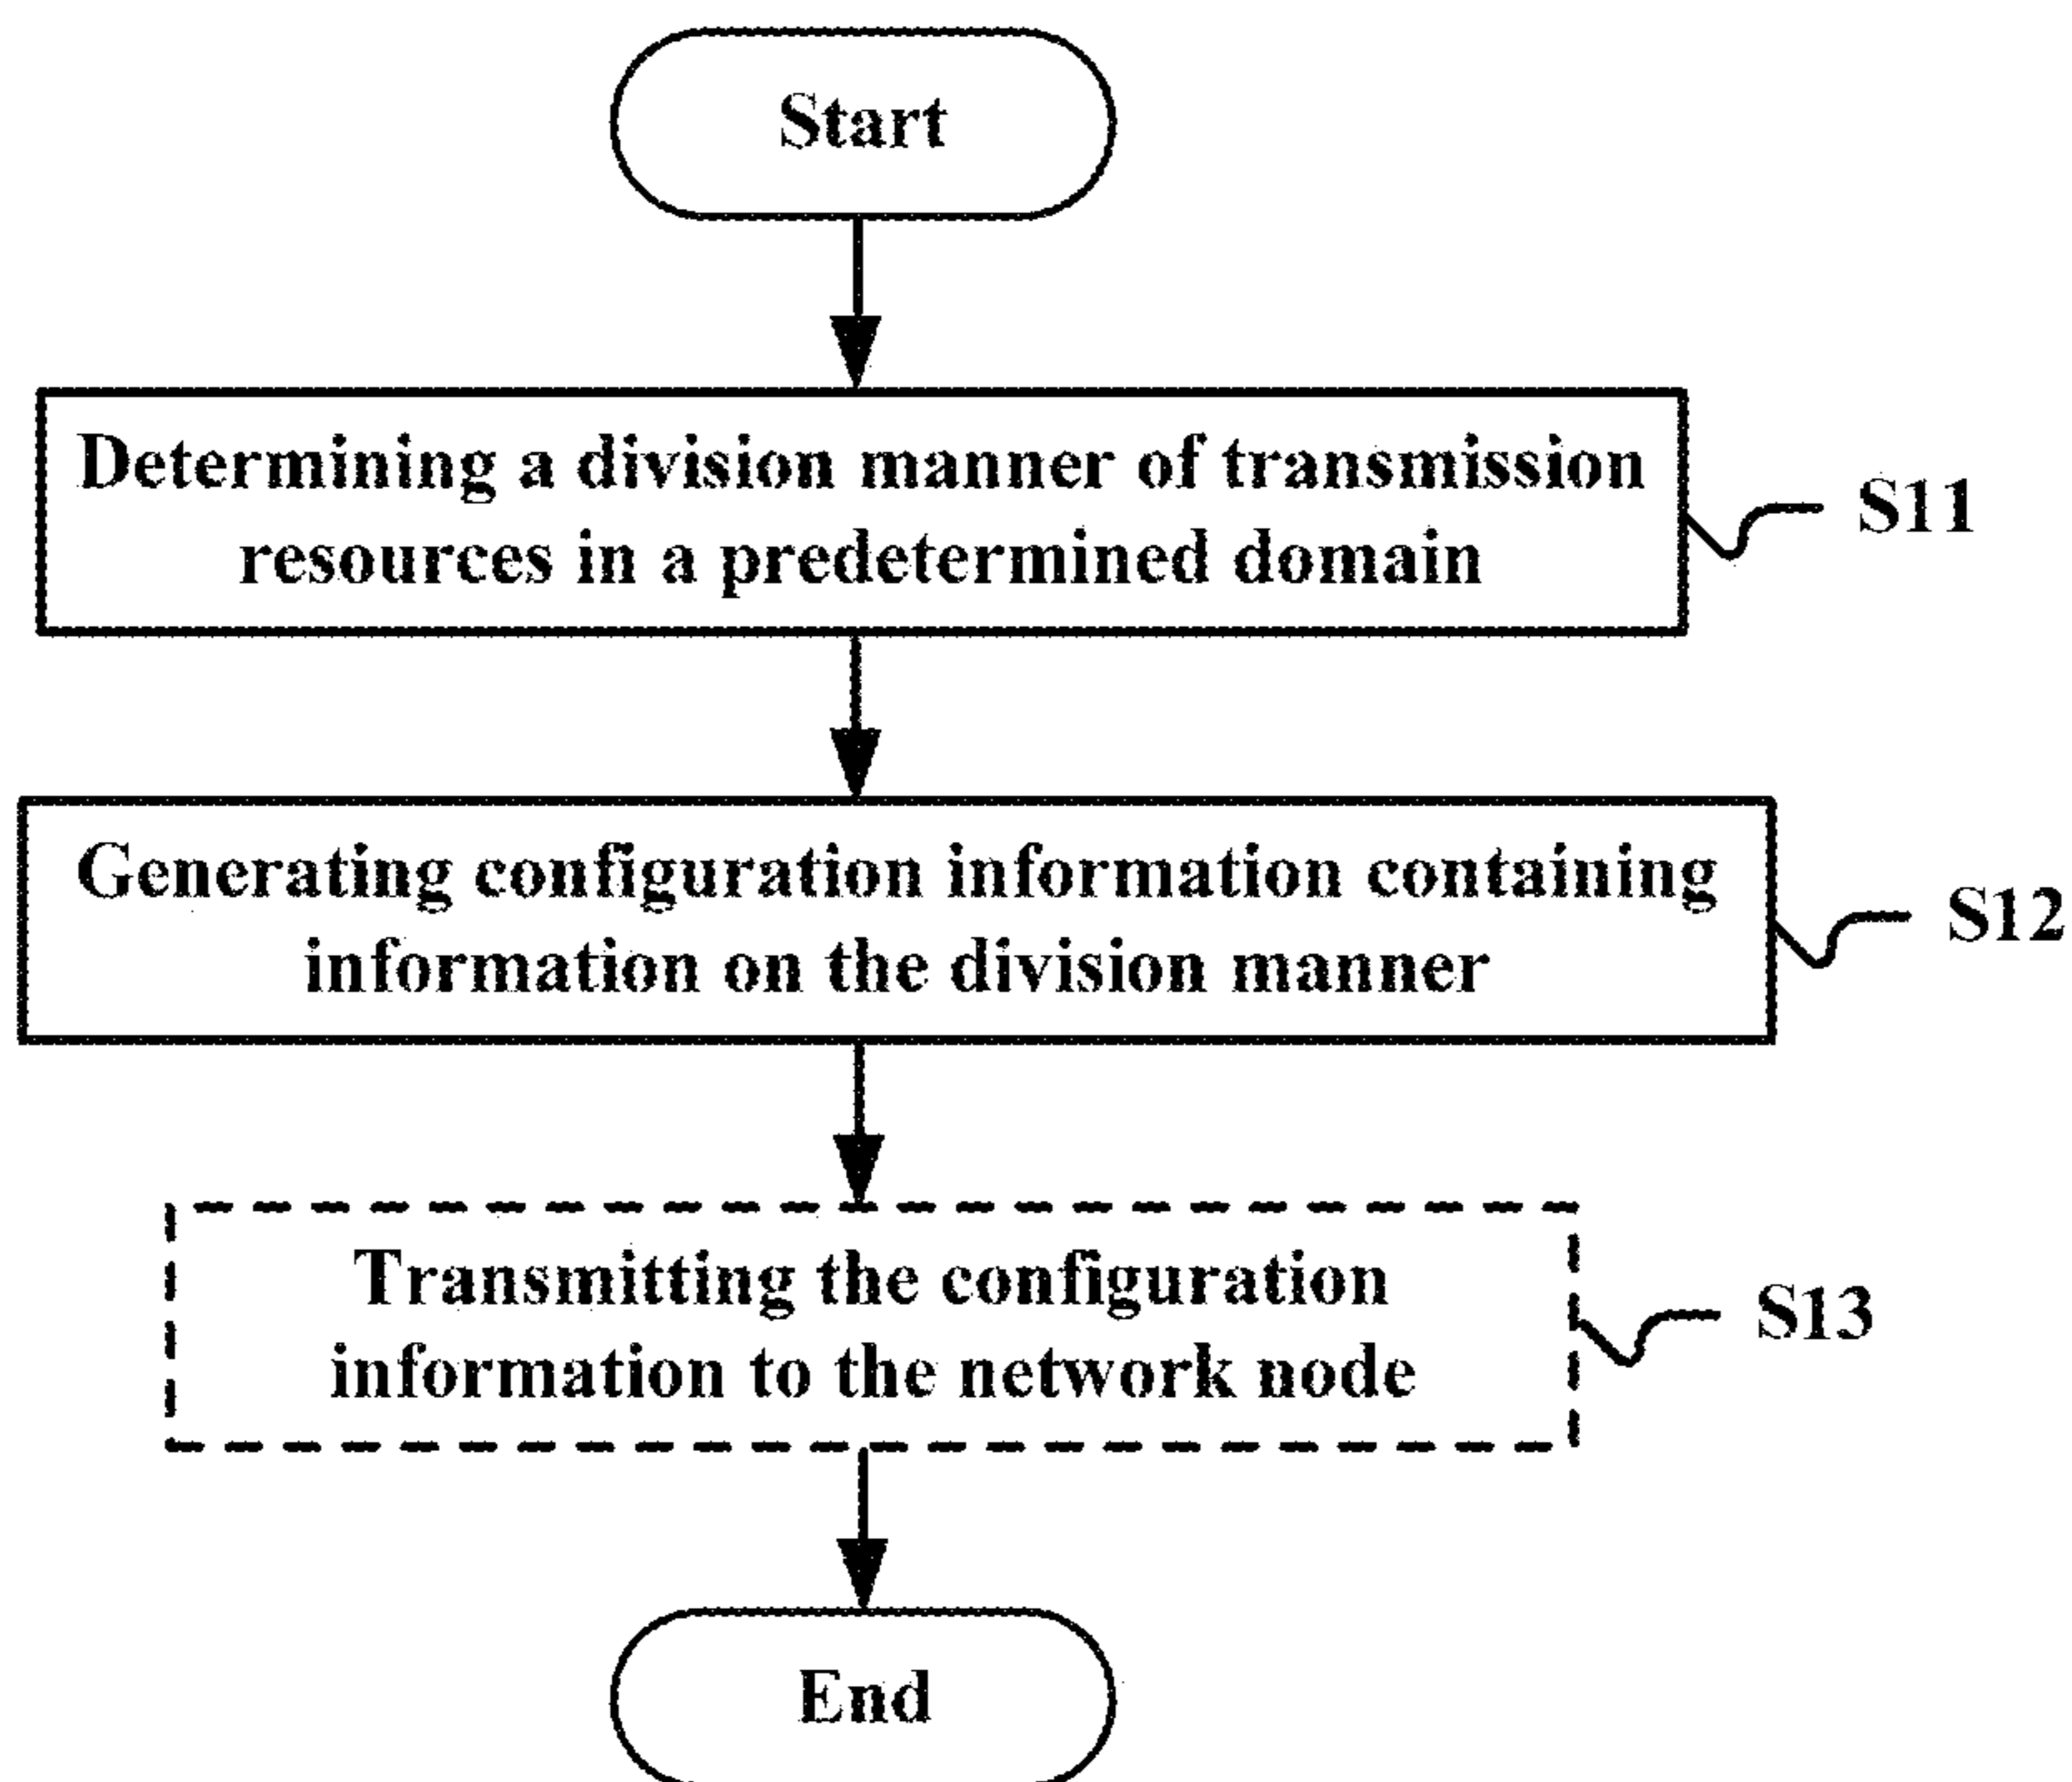 Start
Determining a division manner of transmission
resources in a predetermined domain
S11
Generating configuration information containing
information on the division manner
S12
Transmitting the configuration
information to the network node
S13
End